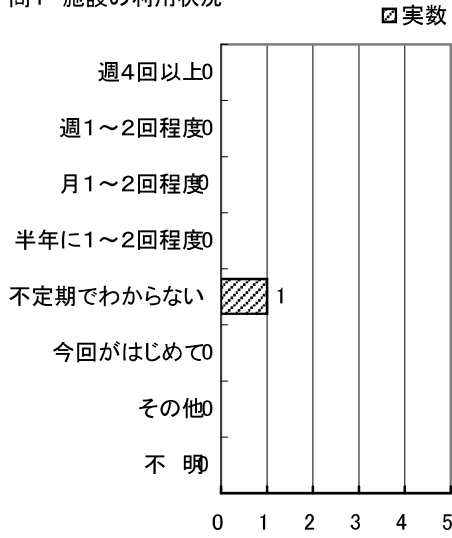 問1 施設の利用状況
実数
週4回以上0
週1～2回程度0
月1～2回程度0
半年に1～2回程度0
不定期でわからない 1
今回がはじめて0
その他0
不 明0
0 1 2 3 4 5